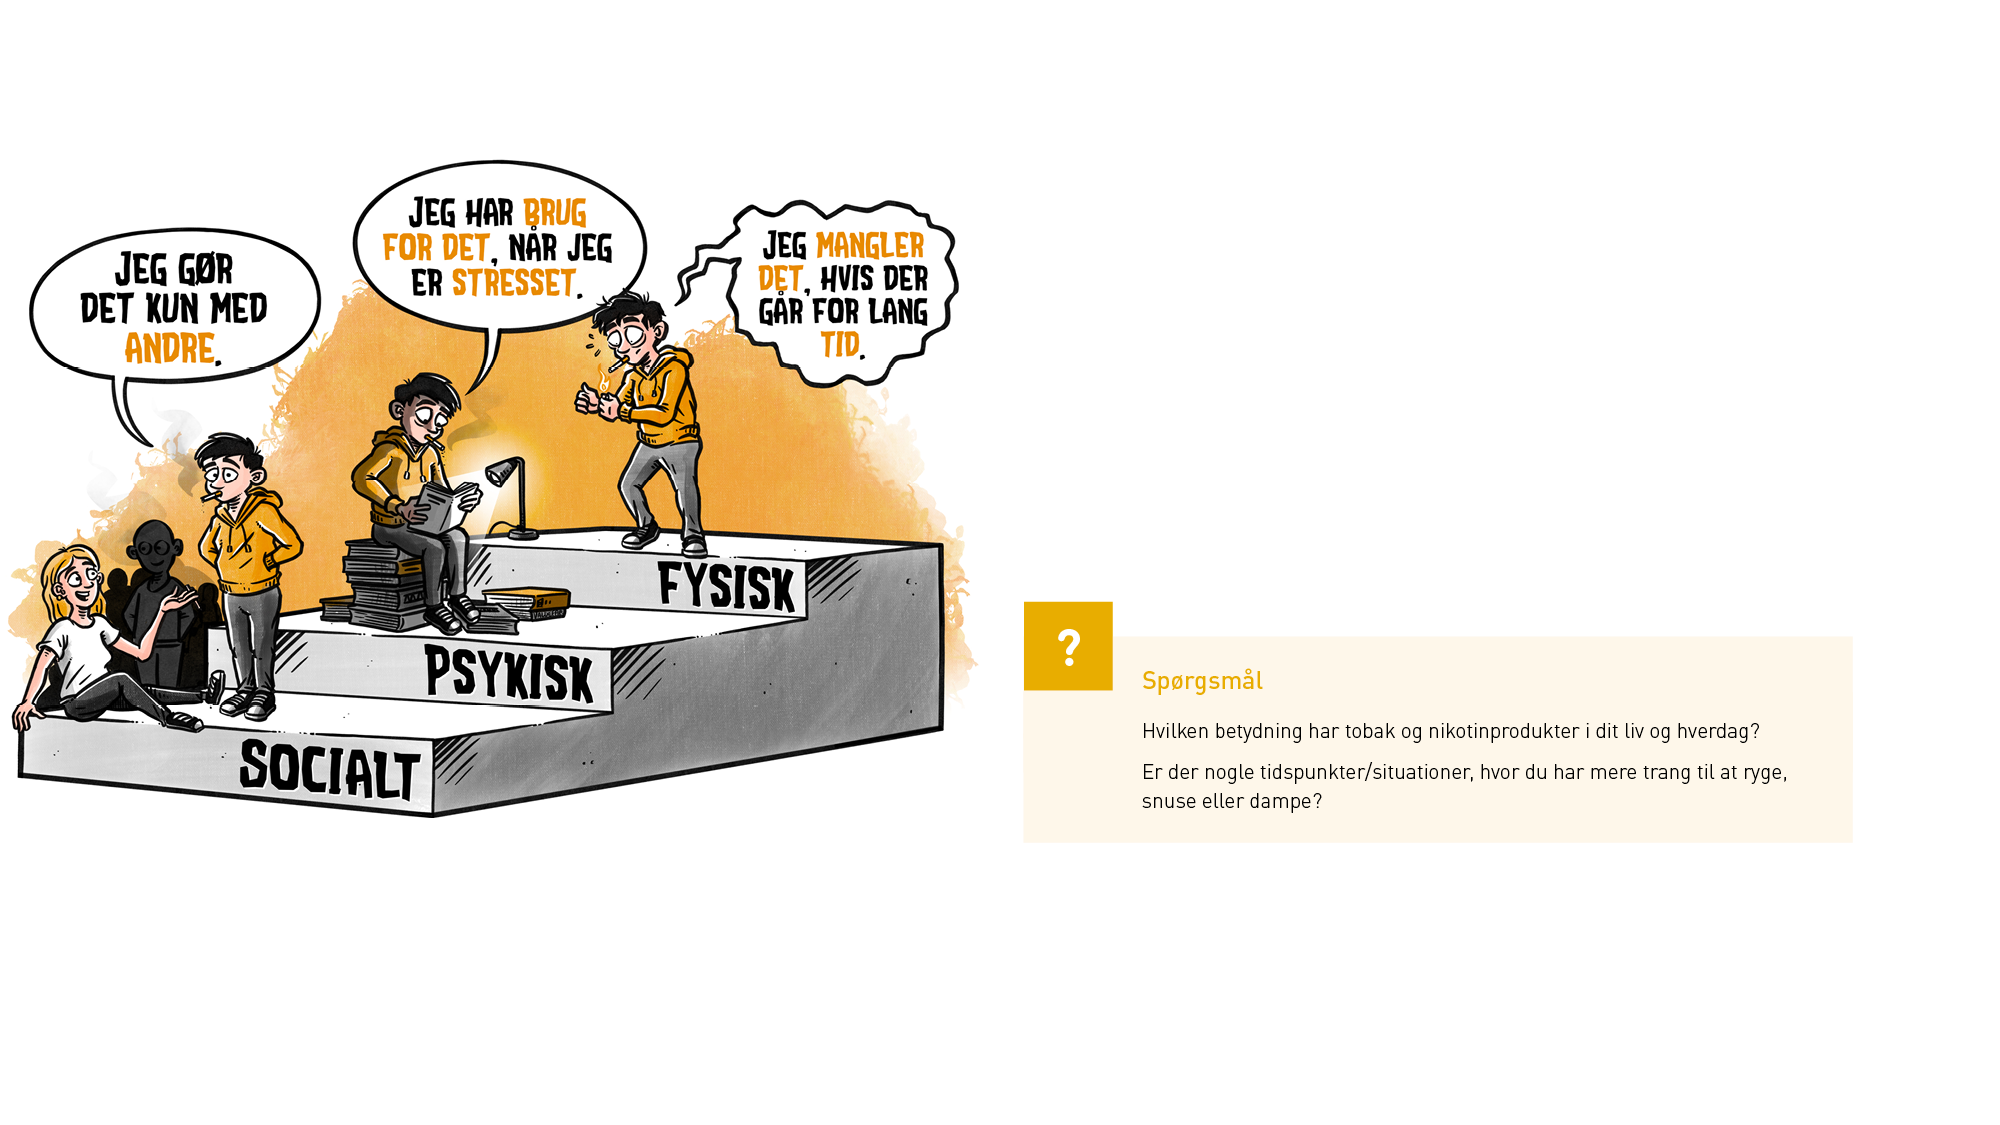 JEG GØR
DET KUN MED
ANDRE.
JEG HAR BRUG
FOR DET, NÅR JEG
ER STRESSET.
JEG MANGLER
DET, HVIS DER
GÅR FOR LANG
TID.
FYSISK
PSYKISK
SOCIALT
?
Spørgsmål
Hvilken betydning har tobak og nikotinprodukter i dit liv og hverdag?
Er der nogle tidspunkter/situationer, hvor du har mere trang til at ryge,
snuse eller dampe?